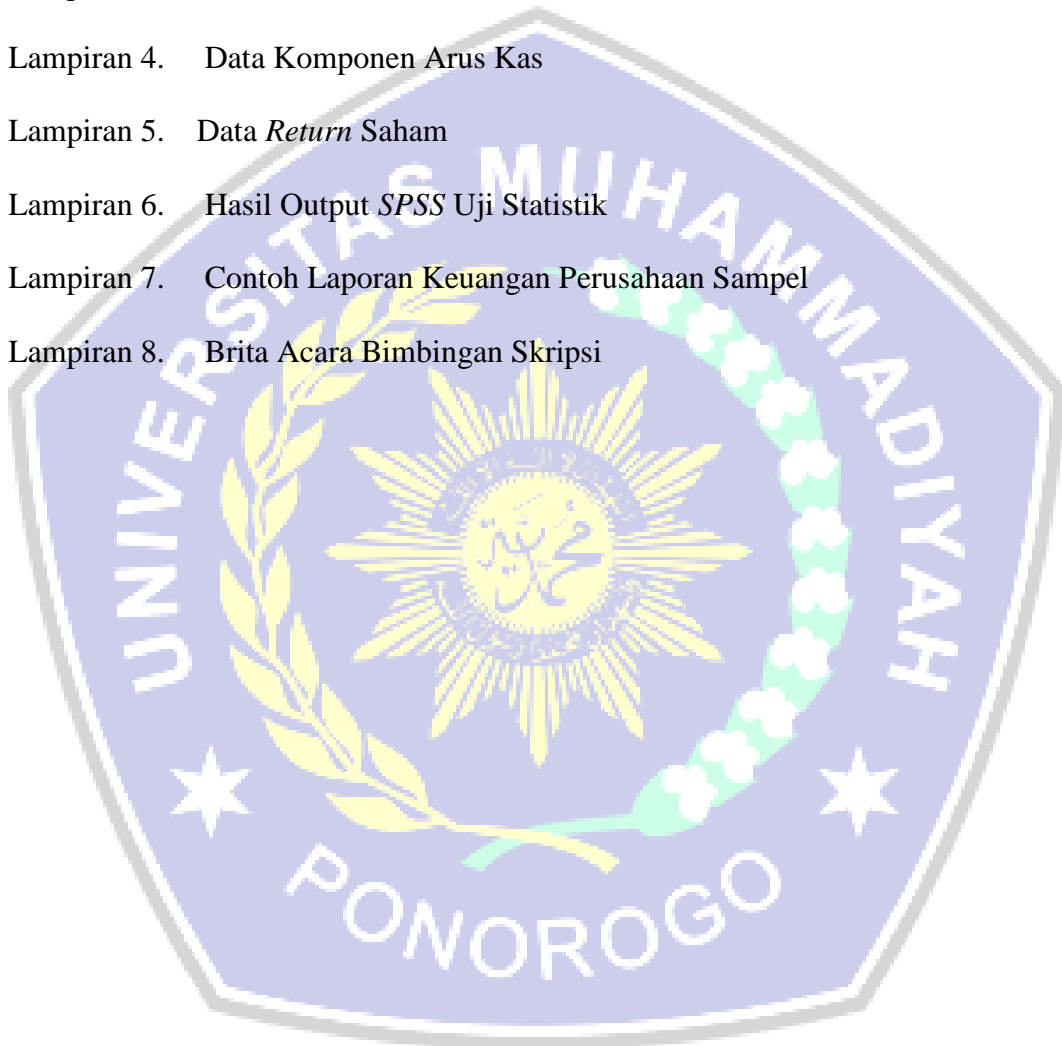 Lampiran 4. Data Komponen Arus Kas
Lampiran 5. Data Return Saham
Lampiran 6. Hasil Output SPSS Uji Statistik
Lampiran 7. Contoh Laporan Keuangan Perusahaan Sampel
Lampiran 8. Brita Acara Bimbingan Skripsi
UNIVERSITAS MUHAMMADIYAH
PONOROGO